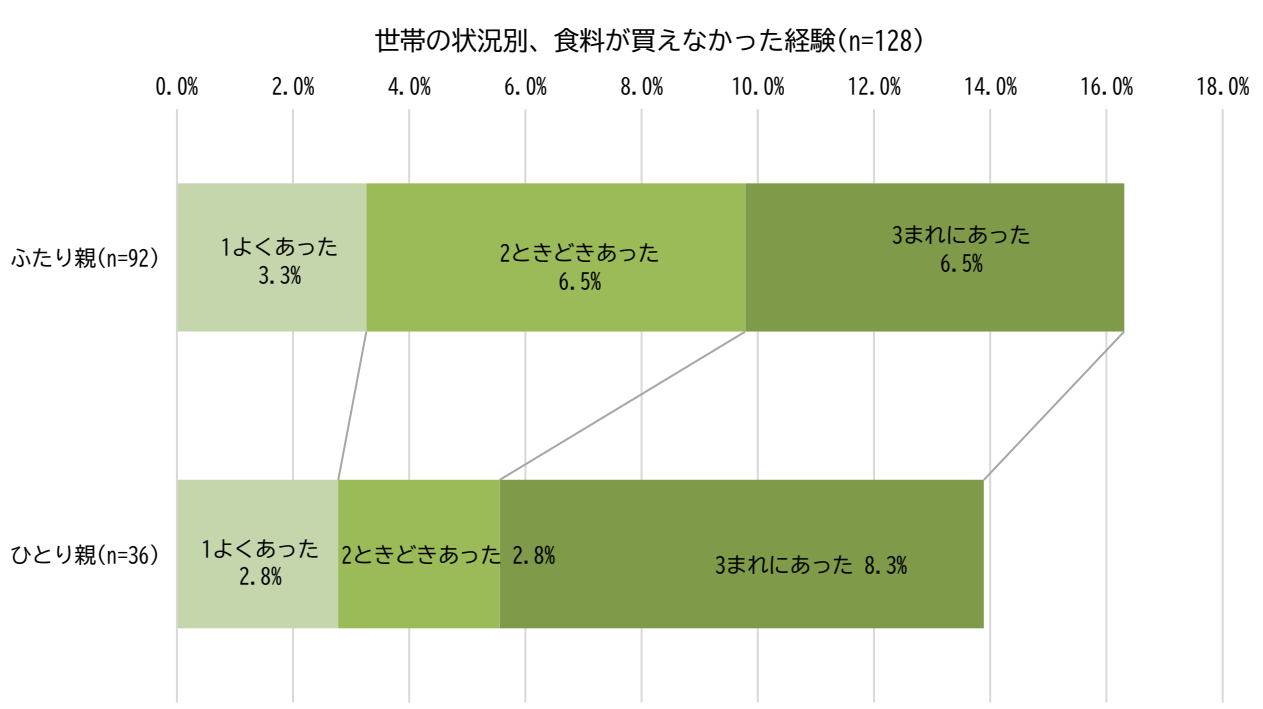 世帯の状況別、食料が買えなかった経験(n=128)
0.0% 2.0% 4.0% 6.0% 8.0% 10.0% 12.0% 14.0% 16.0% 18.0%
ふたり親(n=92)
1よくあった
3.3%
2ときどきあった
6.5%
3まれにあった
6.5%
ひとり親(n=36)
1よくあった
2.8%
2ときどきあった 2.8%
3まれにあった 8.3%